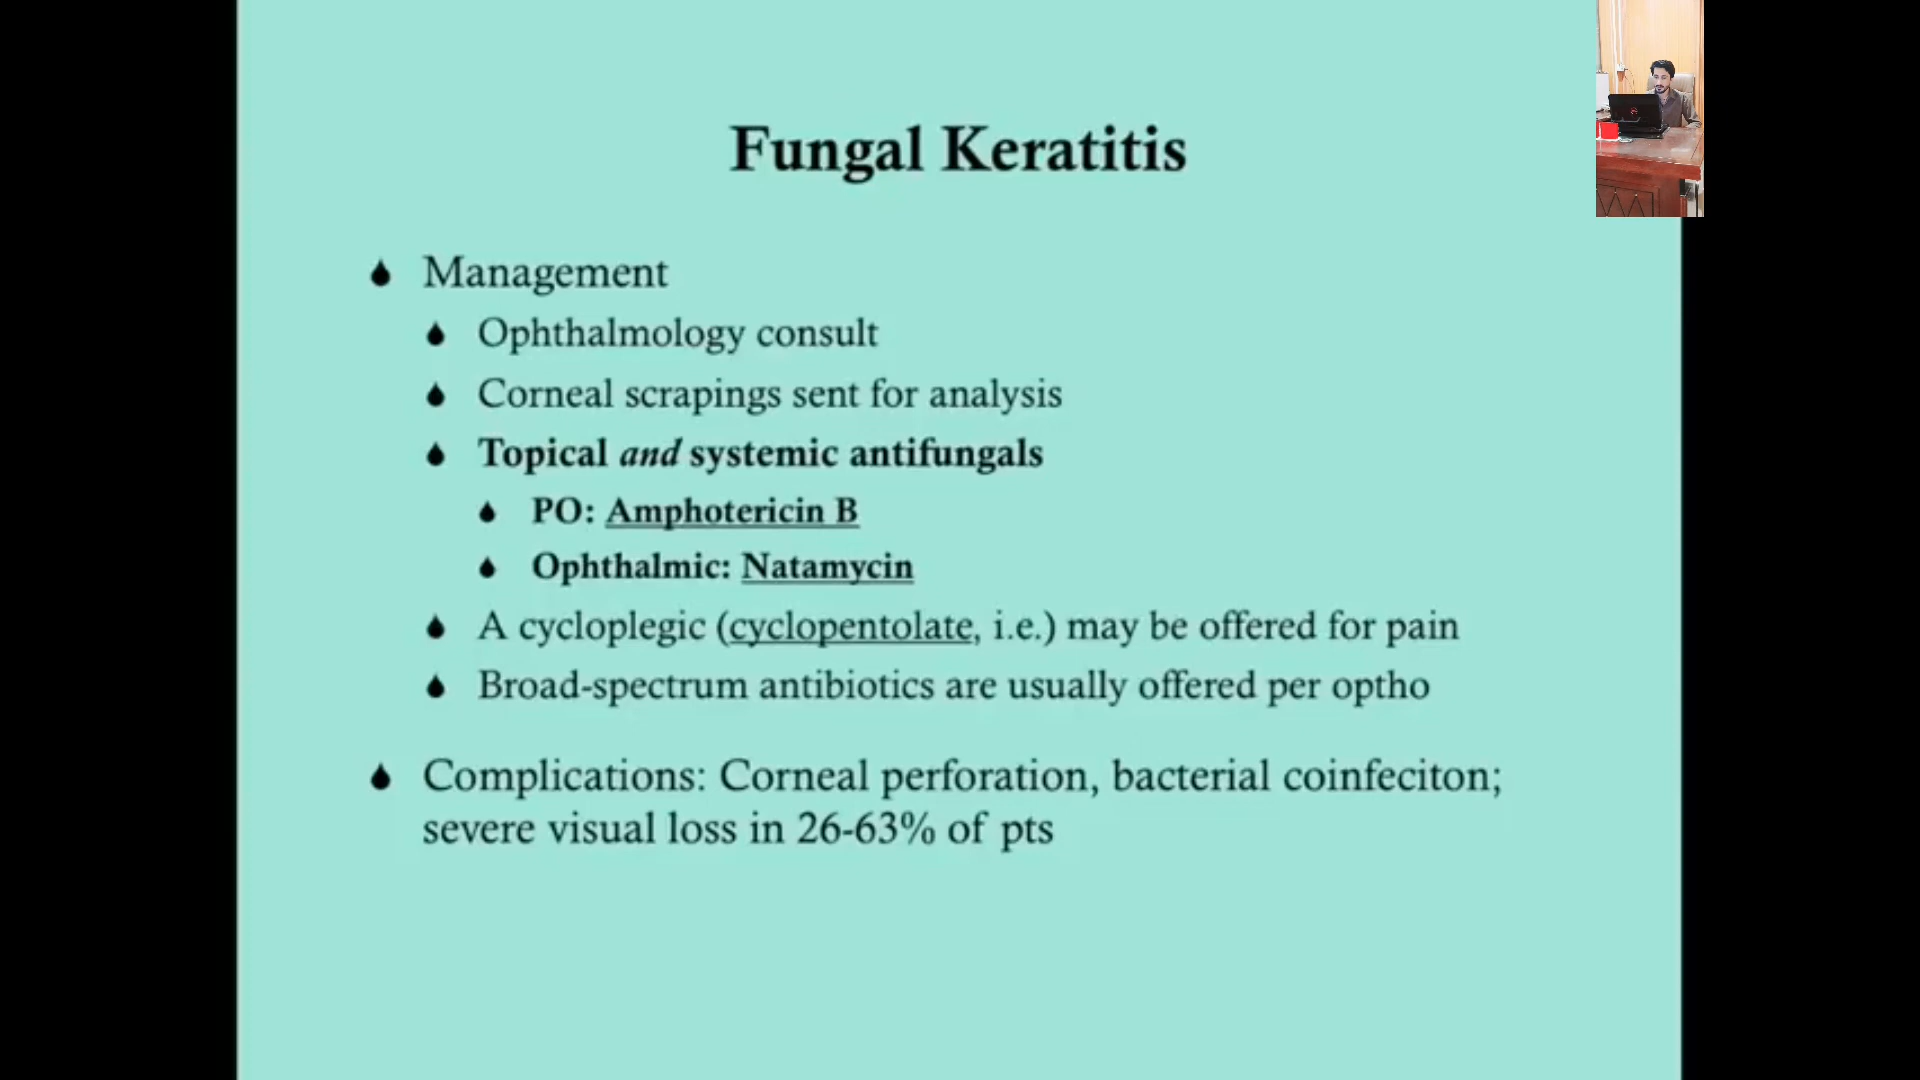 Fungal Keratitis
Management
Ophthalmology consult
Corneal scrapings sent for analysis
Topical and systemic antifungals
PO: Amphotericin B
Ophthalmic: Natamycin
A cycloplegic (cyclopentolate, i.e.) may be offered for pain
Broad-spectrum antibiotics are usually offered per optho
Complications: Corneal perforation, bacterial coinfeciton;
severe visual loss in 26-63% of pts